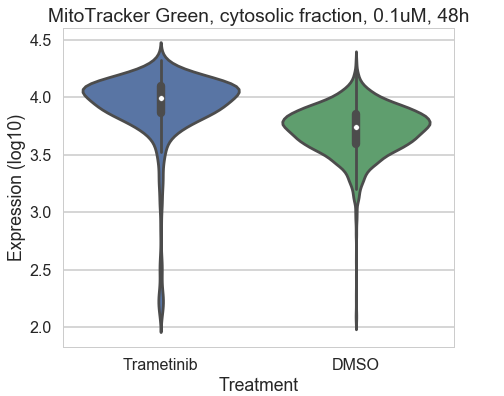 MitoTracker Green, cytosolic fraction, 0.1uM, 48h
Expression (log10)
4.5
4.0
3.5
3.0
2.5
2.0
Trametinib
DMSO
Treatment